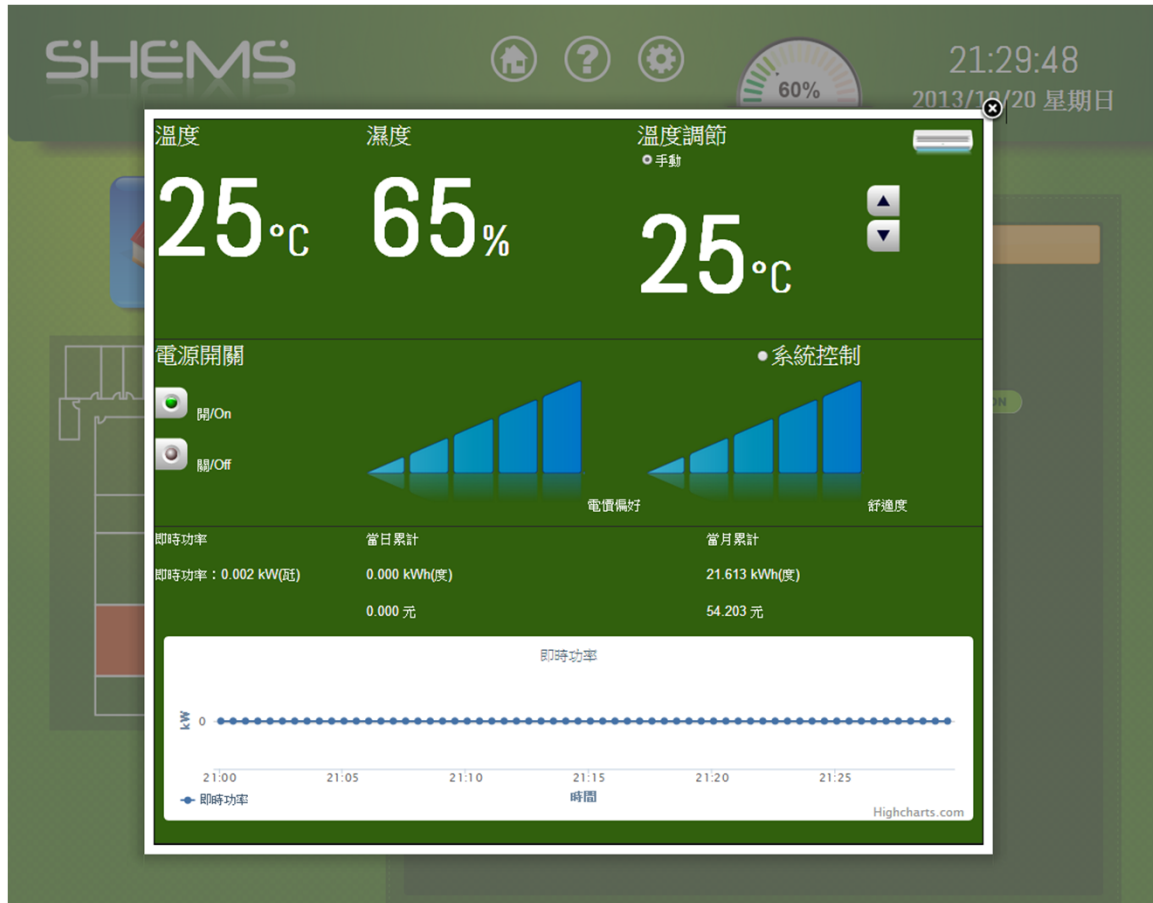 SHEMS
60%
21:29:48
2013/10/20 星期日
溫度
濕度
溫度調節
手動
25°C
65%
25°C
電源開關
系統控制
開/On
關/Off
電價偏好
舒適度
ON
即時功率
當日累計
當月累計
即時功率：0.002 kW(瓩)
0.000 kWh(度)
21.613 kWh(度)
0.000 元
54.203 元
即時功率
kW
0
21:00 21:05 21:10 21:15 21:20 21:25
時間
即時功率
Highcharts.com